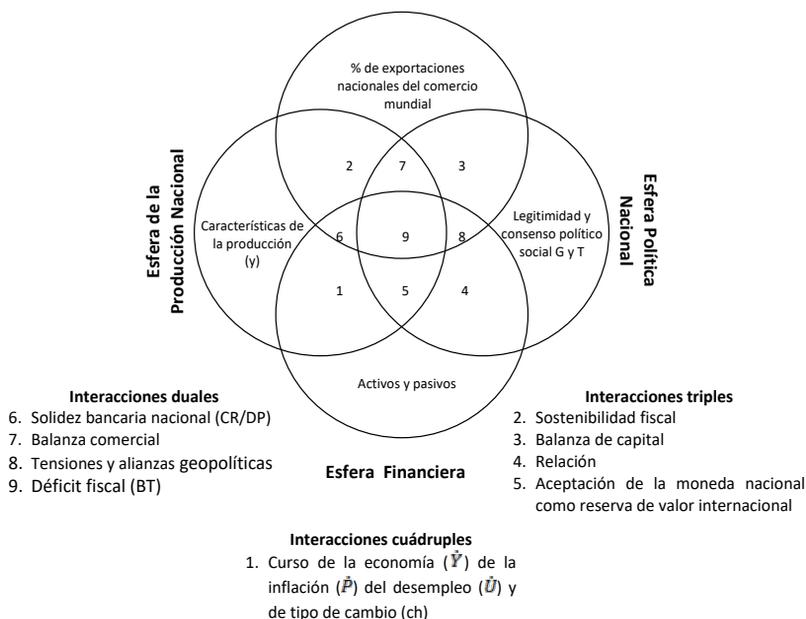 % de exportaciones
nacionales del comercio
mundial
2
7
3
Esfera de la
Producción Nacional
Características de
la producción
(y)
6
9
8
Legitimidad y
consenso político
social G y T
Esfera Política
Nacional
1
5
4
Activos y pasivos
Esfera Financiera
Interacciones duales
6. Solidez bancaria nacional (CR/DP)
7. Balanza comercial
8. Tensiones y alianzas geopolíticas
9. Déficit fiscal (BT)
Interacciones triples
2. Sostenibilidad fiscal
3. Balanza de capital
4. Relación
5. Aceptación de la moneda nacional
como reserva de valor internacional
Interacciones cuádruples
1. Curso de la economía (Ẏ) de la
inflación (Ṗ) del desempleo (U̇) y
de tipo de cambio (ch)